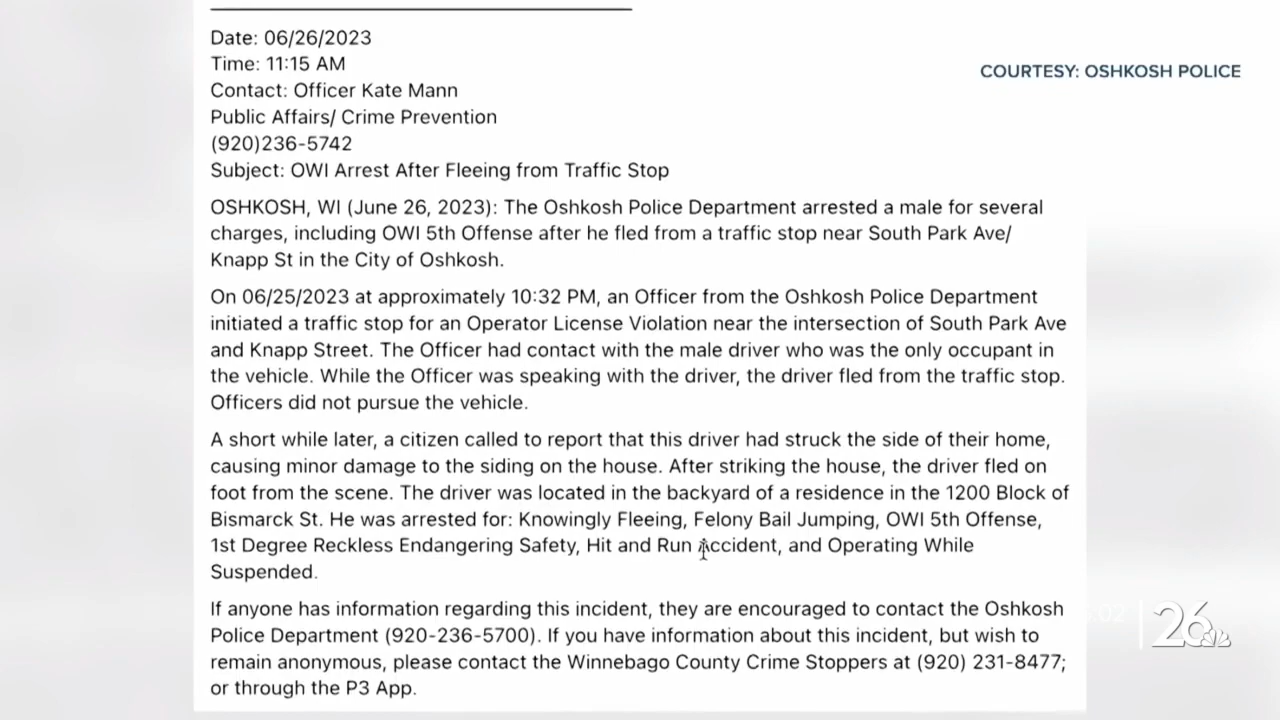 Date: 06/26/2023
Time: 11:15 AM
COURTESY: OSHKOSH POLICE
Contact: Officer Kate Mann
Public Affairs/ Crime Prevention
(920)236-5742
Subject: OWI Arrest After Fleeing from Traffic Stop
OSHKOSH, WI (June 26, 2023): The Oshkosh Police Department arrested a male for several
charges, including OWI 5th Offense after he fled from a traffic stop near South Park Ave/
Knapp St in the City of Oshkosh.
On 06/25/2023 at approximately 10:32 PM, an Officer from the Oshkosh Police Department
initiated a traffic stop for an Operator License Violation near the intersection of South Park Ave
and Knapp Street. The Officer had contact with the male driver who was the only occupant in
the vehicle. While the Officer was speaking with the driver, the driver fled from the traffic stop.
Officers did not pursue the vehicle.
A short while later, a citizen called to report that this driver had struck the side of their home,
causing minor damage to the siding on the house. After striking the house, the driver fled on
foot from the scene. The driver was located in the backyard of a residence in the 1200 Block of
Bismarck St. He was arrested for: Knowingly Fleeing, Felony Bail Jumping, OWI 5th Offense,
1st Degree Reckless Endangering Safety, Hit and Run Accident, and Operating While
Suspended.
If anyone has information regarding this incident, they are encouraged to contact the Oshkosh
Police Department (920-236-5700). If you have information about this incident, but wish to
remain anonymous, please contact the Winnebago County Crime Stoppers at (920) 231-8477;
or through the P3 App.
26